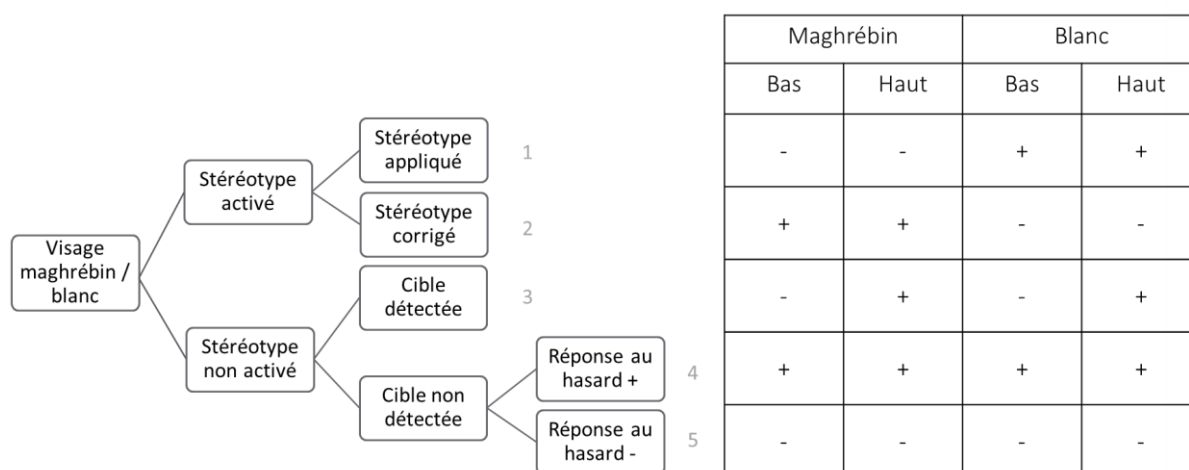 Maghrébin Blanc
Bas Haut Bas Haut
Visage
maghrébin /
blanc
Stéréotype
activé
Stéréotype
non activé
Stéréotype
appliqué
1
- - + +
Stéréotype
corrigé
2
+ + - -
Cible
détectée
3
- + - +
Cible non
détectée
Réponse au
hasard +
4
+ + + +
Réponse au
hasard -
5
- - - -